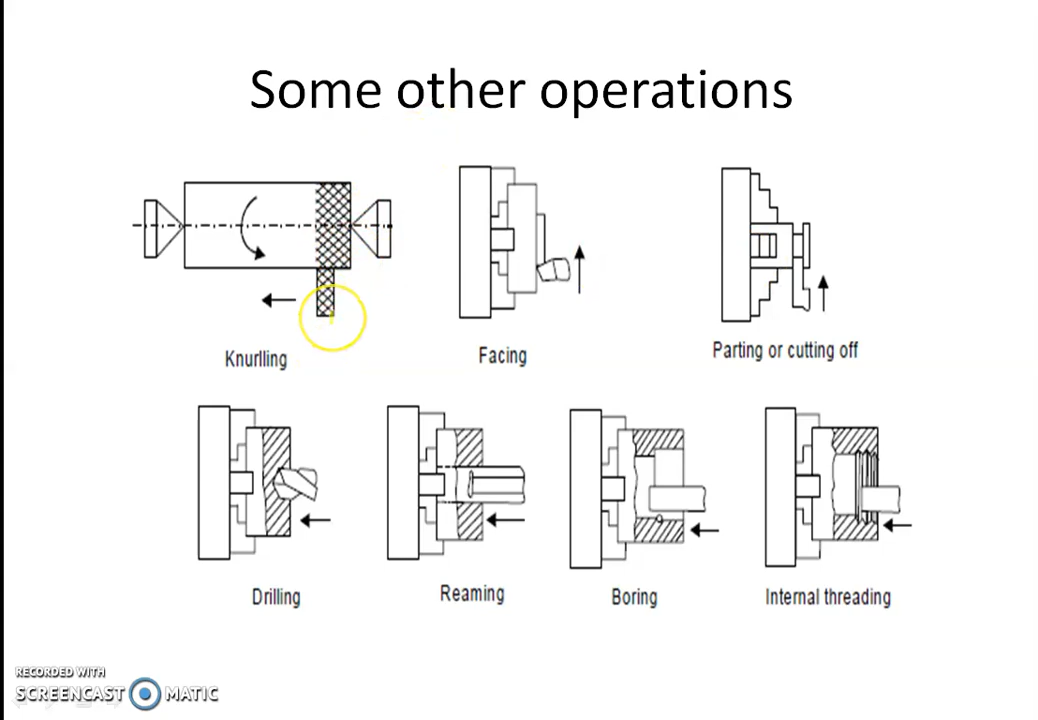 Some other operations
Knurlling
Facing
Parting or cutting off
Drilling
Reaming
Boring
Internal threading
RECORDED WITH
SCREENCAST MATIC